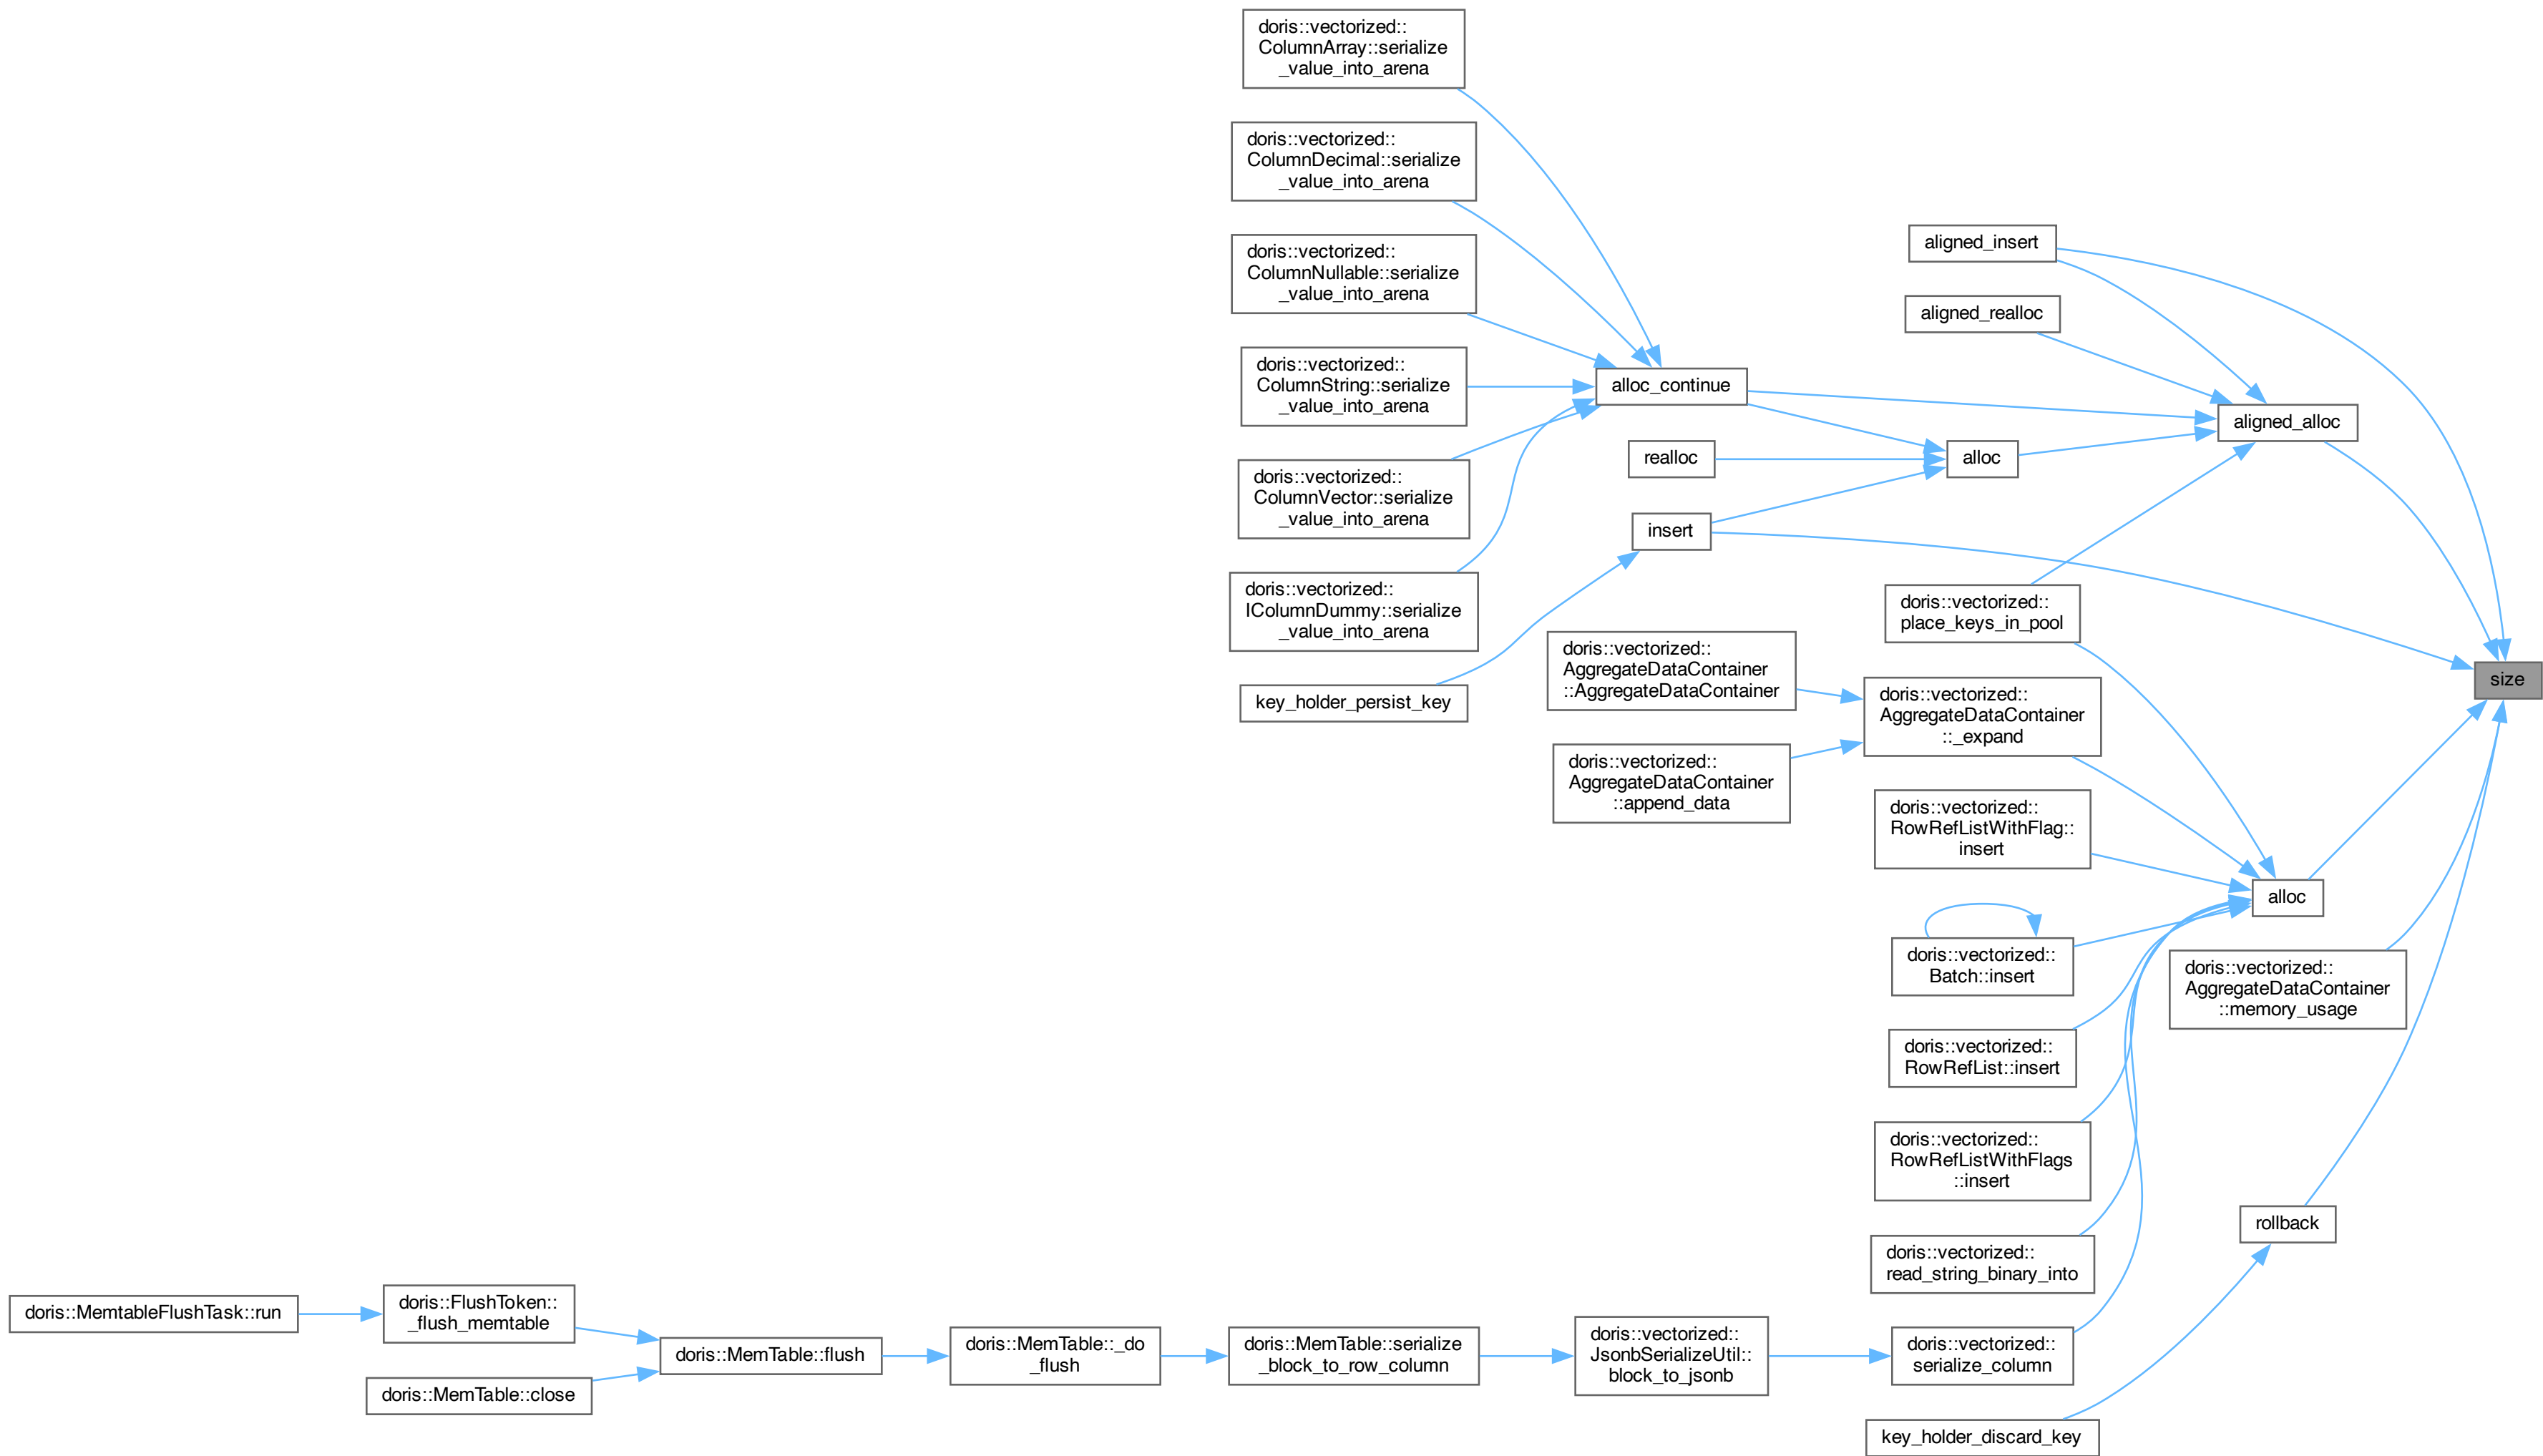 doris::vectorized::
ColumnArray::serialize
_value_into_arena
doris::vectorized::
ColumnDecimal::serialize
_value_into_arena
doris::vectorized::
ColumnNullable::serialize
_value_into_arena
doris::vectorized::
ColumnString::serialize
_value_into_arena
doris::vectorized::
ColumnVector::serialize
_value_into_arena
doris::vectorized::
IColumnDummy::serialize
_value_into_arena
key_holder_persist_key
alloc_continue
realloc
insert
alloc
aligned_insert
aligned_realloc
aligned_alloc
size
doris::vectorized::
place_keys_in_pool
doris::vectorized::
AggregateDataContainer
::AggregateDataContainer
doris::vectorized::
AggregateDataContainer
::append_data
doris::vectorized::
AggregateDataContainer
::_expand
doris::vectorized::
RowRefListWithFlag::
insert
alloc
doris::vectorized::
Batch::insert
doris::vectorized::
AggregateDataContainer
::memory_usage
doris::vectorized::
RowRefList::insert
doris::vectorized::
RowRefListWithFlags
::insert
rollback
doris::vectorized::
read_string_binary_into
doris::MemtableFlushTask::run
doris::FlushToken::
_flush_memtable
doris::MemTable::close
doris::MemTable::flush
doris::MemTable::_do
_flush
doris::MemTable::serialize
_block_to_row_column
doris::vectorized::
JsonbSerializeUtil::
block_to_jsonb
doris::vectorized::
serialize_column
key_holder_discard_key